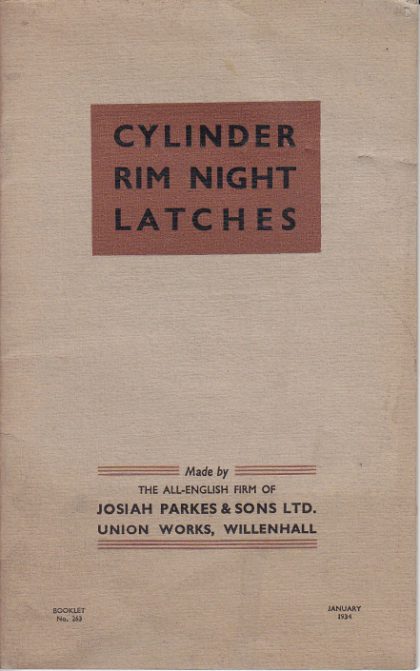 CYLINDER
RIM NIGHT
LATCHES
Made by
THE ALL-ENGLISH FIRM OF
JOSIAH PARKES & SONS LTD.
UNION WORKS, WILLENHALL
BOOKLET
No. 263
JANUARY
1934